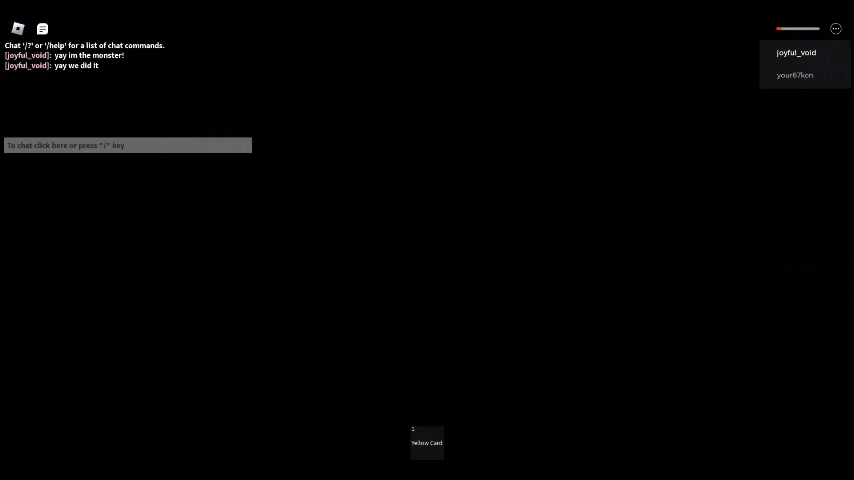 Chat '/?' or '/help' for a list of chat commands.
[joyful_void]: yay im the monster!
[joyful_void]: yay we did it
To chat click here or press "/" key
joyful_void
your67ken
1
Yellow Card